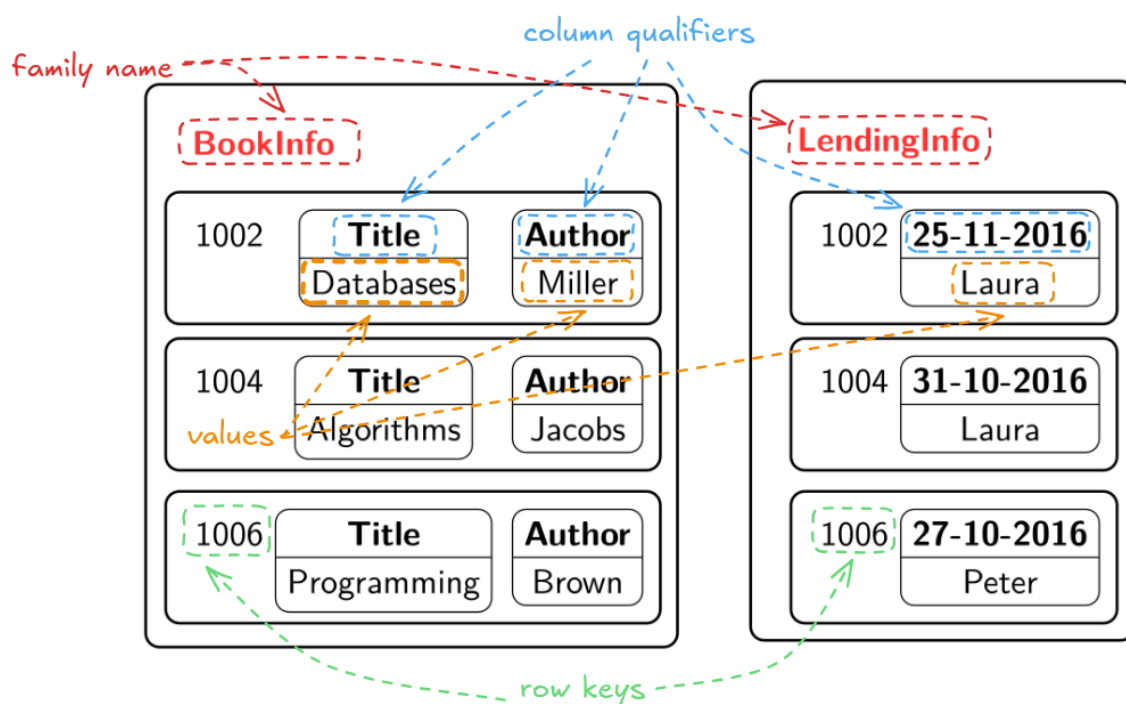 column qualifiers
family name
BookInfo
LendingInfo
1002 Title Author
Databases Miller
1002 25-11-2016
Laura
1004 Title Author
Algorithms Jacobs
1004 31-10-2016
Laura
values
1006 Title Author
Programming Brown
1006 27-10-2016
Peter
row keys